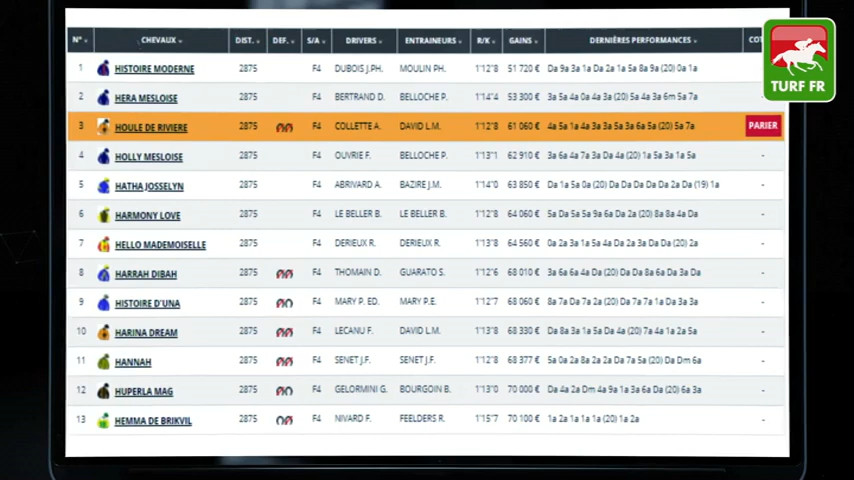 N° CHEVAUX DIST. DEF. S/A DRIVERS ENTRAINEURS R/K GAINS DERNIÈRES PERFORMANCES
1 HISTOIRE MODERNE 2875 F4 DUBOIS J.PH. MOULIN PH. 1'12"8 51 720 € Da 9a 3a 1a Da 2a 1a 5a 8a 9a (20) 0a 1a
2 HERA MESLOISE 2875 F4 BERTRAND D. BELLOCHE P. 1'14"4 53 300 € 3a 5a 4a 0a 4a 3a (20) 5a 4a 3a 6m 5a 7a -
3 HOULE DE RIVIERE 2875 F4 COLLETTE A. DAVID L.M. 1'12"8 61 060 € 4a 5a 1a 4a 3a 3a 5a 3a 6a 5a (20) 5a 7a PARIER
4 HOLLY MESLOISE 2875 F4 OUVRIE F. BELLOCHE P. 1'13"1 62 910 € 3a 6a 4a 7a 3a Da 4a (20) 1a 5a 3a 1a 5a -
5 HATHA JOSSELYN 2875 F4 ABRIVARD A. BAZIRE J.M. 1'14"0 63 850 € Da 1a 5a 0a (20) Da Da Da Da Da 2a Da (19) 1a -
6 HARMONY LOVE 2875 F4 LE BELLER B. LE BELLER B. 1'12"8 64 060 € 5a Da 5a 5a 9a 6a Da 2a (20) 8a 8a 4a Da -
7 HELLO MADEMOISELLE 2875 F4 DERIEUX R. DERIEUX R. 1'13"8 64 560 € 0a 2a 3a 1a 5a 4a Da 2a 3a Da Da (20) 2a -
8 HARRAH DIBAH 2875 F4 THOMAIN D. GUARATO S. 1'12"6 68 010 € 3a 6a 6a 4a Da (20) Da Da 8a 6a Da 3a Da -
9 HISTOIRE D'UNA 2875 F4 MARY P. ED. MARY P.E. 1'12"7 68 060 € 8a 7a Da 7a 2a (20) Da 7a 7a 1a Da 3a 3a -
10 HARINA DREAM 2875 F4 LECANU F. DAVID L.M. 1'13"8 68 330 € Da 8a 3a 1a 5a Da 4a (20) 7a 4a 1a 2a 5a -
11 HANNAH 2875 F4 SENET J.F. SENET J.F. 1'12"8 68 377 € 5a 0a 2a 8a 2a 2a Da 7a 5a (20) Da Dm 6a -
12 HUPERLA MAG 2875 F4 GELORMINI G. BOURGOIN B. 1'13"0 70 000 € Da 4a 2a Dm 4a 9a 1a 3a 6a Da (20) 6a 3a -
13 HEMMA DE BRIKVIL 2875 F4 NIVARD F. FEELDERS R. 1'15"7 70 100 € 1a 2a 1a 1a 1a (20) 1a 2a -
TURF FR